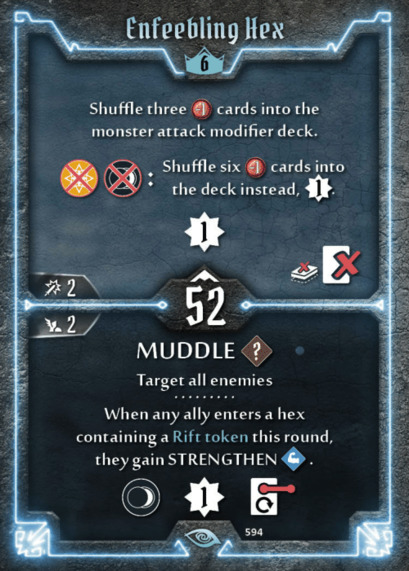 Enfeebling Hex
6
Shuffle three -1 cards into the
monster attack modifier deck.
: Shuffle six -1 cards into
the deck instead, 1.
1
2
52
2
MUDDLE ?
Target all enemies
.........
When any ally enters a hex
containing a Rift token this round,
they gain STRENGTHEN .
1
594